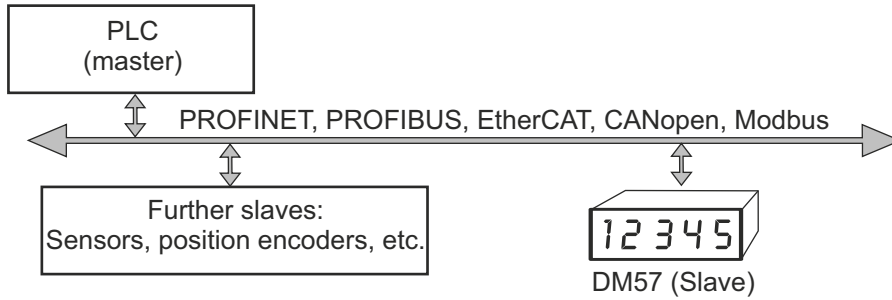 PLC
(master)
PROFINET, PROFIBUS, EtherCAT, CANopen, Modbus
Further slaves:
Sensors, position encoders, etc.
12345
DM57 (Slave)